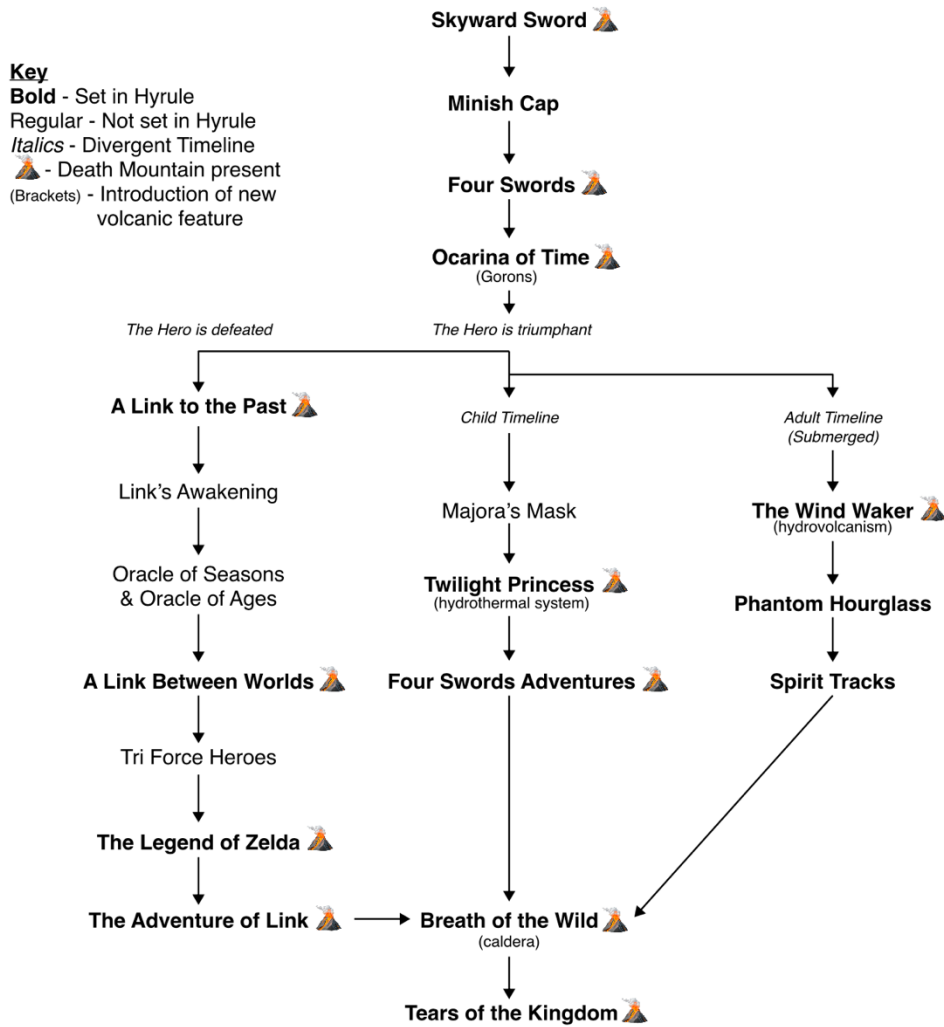 Skyward Sword
Key
Bold - Set in Hyrule
Regular - Not set in Hyrule
Italics - Divergent Timeline
- Death Mountain present
(Brackets) - Introduction of new
volcanic feature
Minish Cap
Four Swords
Ocarina of Time
(Gorons)
The Hero is defeated
The Hero is triumphant
A Link to the Past
Child Timeline
Adult Timeline
(Submerged)
Link's Awakening
Majora's Mask
The Wind Waker
(hydrovolcanism)
Oracle of Seasons
& Oracle of Ages
Twilight Princess
(hydrothermal system)
Phantom Hourglass
A Link Between Worlds
Four Swords Adventures
Spirit Tracks
Tri Force Heroes
The Legend of Zelda
The Adventure of Link
Breath of the Wild
(caldera)
Tears of the Kingdom